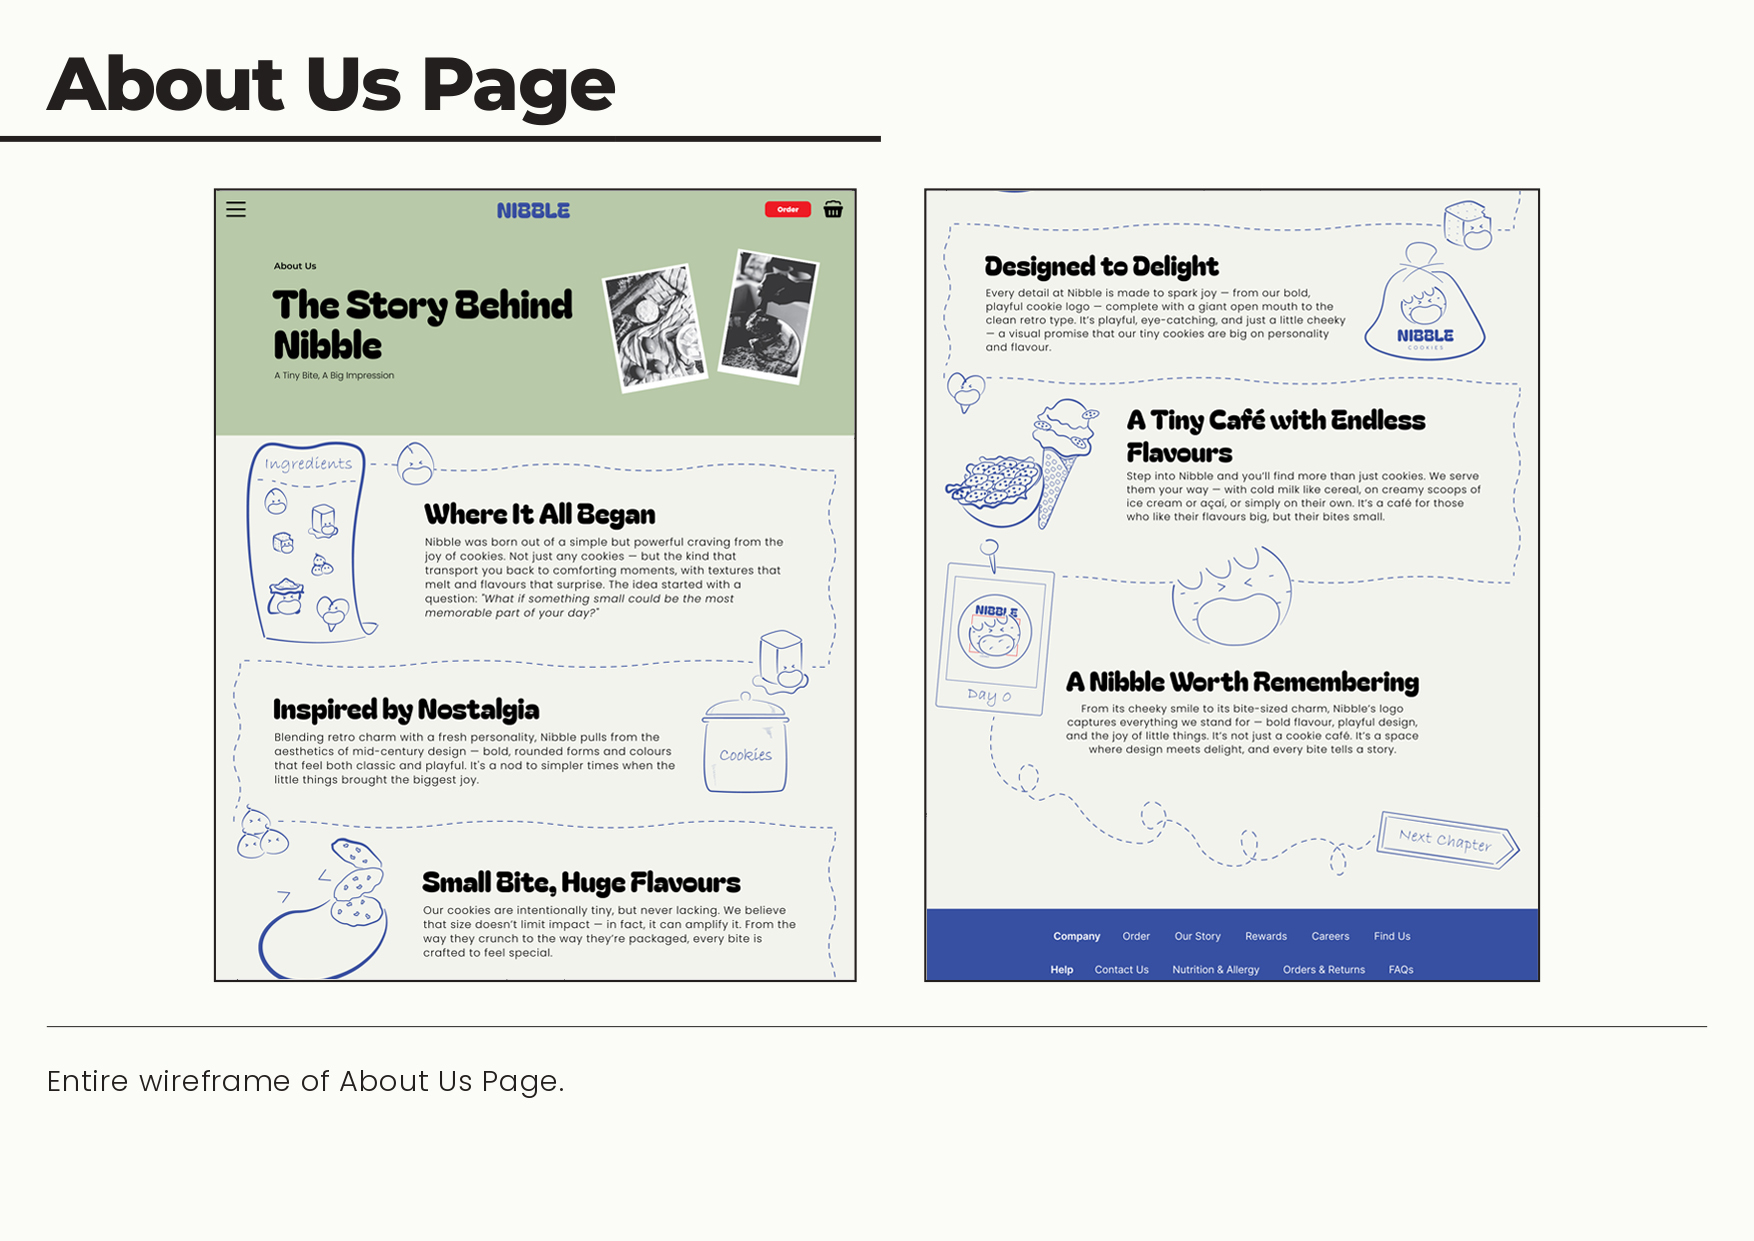 About Us Page
NIBBLE
Order
About Us
The Story Behind
Nibble
A Tiny Bite, A Big Impression
Ingredients
Where It All Began
Nibble was born out of a simple but powerful craving from the
joy of cookies. Not just any cookies — but the kind that
transport you back to comforting moments, with textures that
melt and flavours that surprise. The idea started with a
question: "What if something small could be the most
memorable part of your day?"
Inspired by Nostalgia
Blending retro charm with a fresh personality, Nibble pulls from the
aesthetics of mid-century design — bold, rounded forms and colours
that feel both classic and playful. It's a nod to simpler times when the
little things brought the biggest joy.
Cookies
Small Bite, Huge Flavours
Our cookies are intentionally tiny, but never lacking. We believe
that size doesn't limit impact — in fact, it can amplify it. From the
way they crunch to the way they're packaged, every bite is
crafted to feel special.
Designed to Delight
Every detail at Nibble is made to spark joy — from our bold,
playful cookie logo — complete with a giant open mouth to the
clean retro type. It's playful, eye-catching, and just a little cheeky
— a visual promise that our tiny cookies are big on personality
and flavour.
NIBBLE
COOKIES
A Tiny Café with Endless
Flavours
Step into Nibble and you'll find more than just cookies. We serve
them your way — with cold milk like cereal, on creamy scoops of
ice cream or açaí, or simply on their own. It's a café for those
who like their flavours big, but their bites small.
NIBBLE
Day 0
A Nibble Worth Remembering
From its cheeky smile to its bite-sized charm, Nibble's logo
captures everything we stand for — bold flavour, playful design,
and the joy of little things. It's not just a cookie café. It's a space
where design meets delight, and every bite tells a story.
Next Chapter
Company Order Our Story Rewards Careers Find Us
Help Contact Us Nutrition & Allergy Orders & Returns FAQs
Entire wireframe of About Us Page.